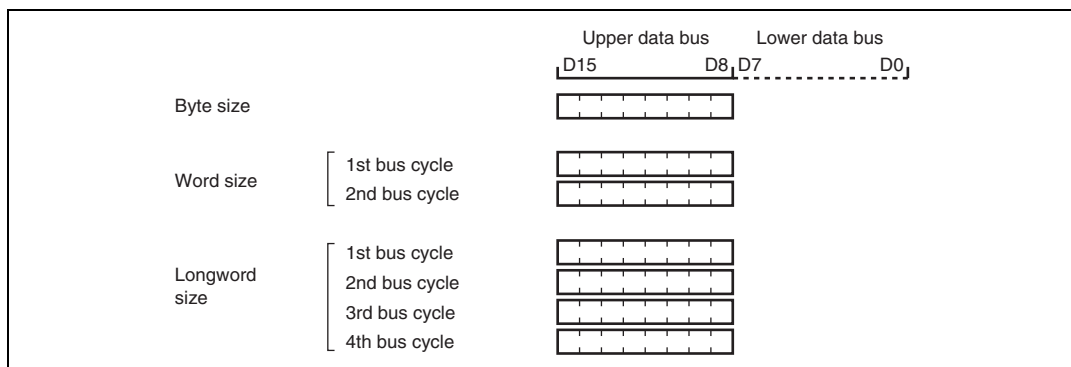 Upper data bus Lower data bus
D15 D8 D7 D0
Byte size
Word size
1st bus cycle
2nd bus cycle
Longword
size
1st bus cycle
2nd bus cycle
3rd bus cycle
4th bus cycle